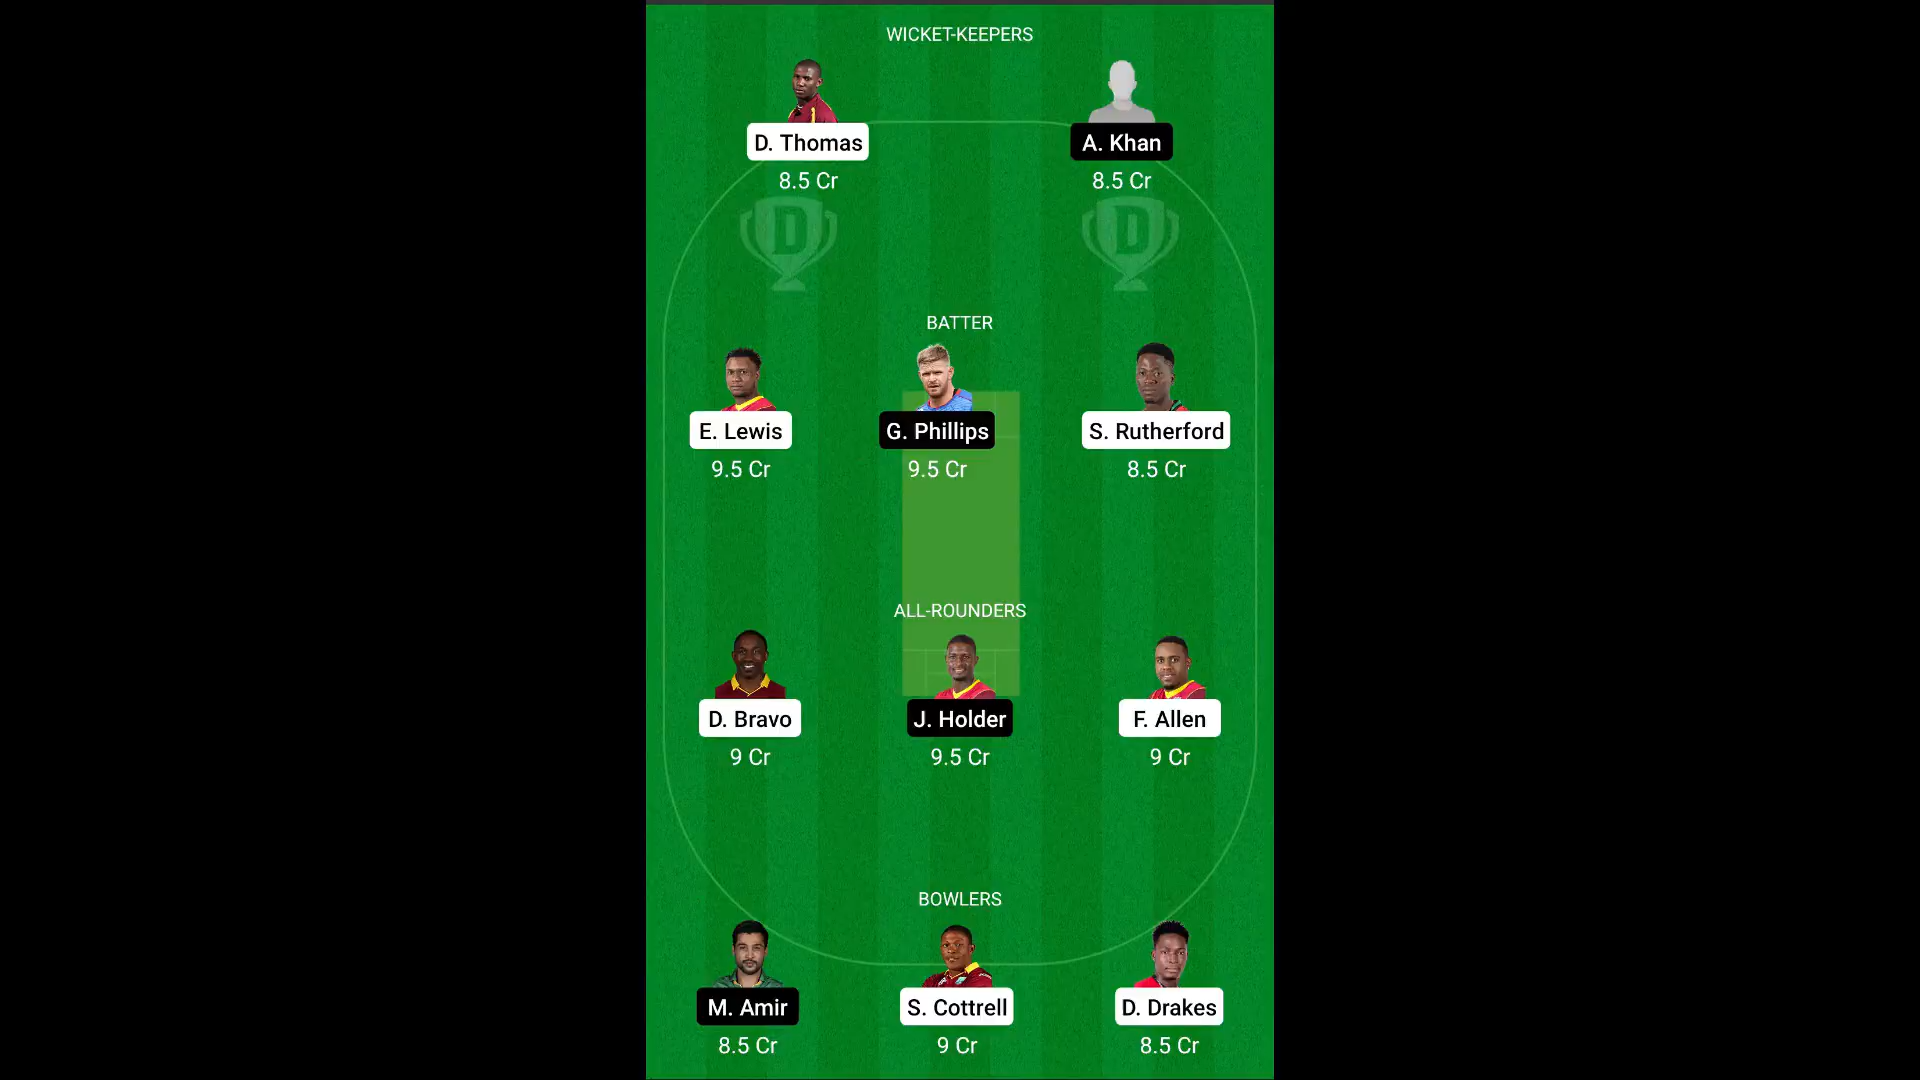 WICKET-KEEPERS
D. Thomas A. Khan
8.5 Cr 8.5 Cr
D D
BATTER
E. Lewis G. Phillips S. Rutherford
9.5 Cr 9.5 Cr 8.5 Cr
ALL-ROUNDERS
D. Bravo J. Holder F. Allen
9 Cr 9.5 Cr 9 Cr
BOWLERS
M. Amir S. Cottrell D. Drakes
8.5 Cr 9 Cr 8.5 Cr